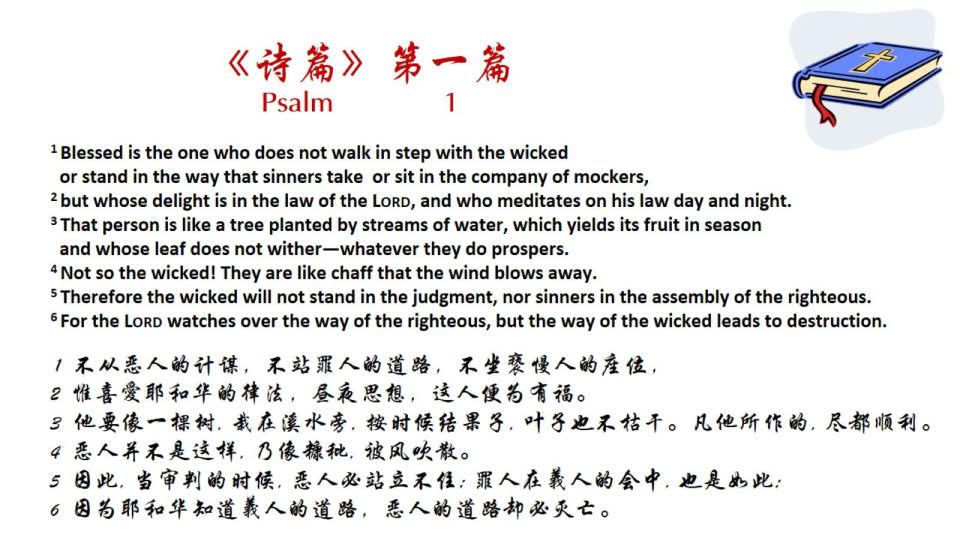 《诗篇》 第一篇
Psalm 1
1 Blessed is the one who does not walk in step with the wicked
or stand in the way that sinners take or sit in the company of mockers,
2 but whose delight is in the law of the LORD, and who meditates on his law day and night.
3 That person is like a tree planted by streams of water, which yields its fruit in season
and whose leaf does not wither—whatever they do prospers.
4 Not so the wicked! They are like chaff that the wind blows away.
5 Therefore the wicked will not stand in the judgment, nor sinners in the assembly of the righteous.
6 For the LORD watches over the way of the righteous, but the way of the wicked leads to destruction.
1 不从恶人的计谋，不站罪人的道路，不坐亵慢人的座位，
2 惟喜愛耶和华的律法，昼夜思想，这人便为有福。
3 他要像一棵树，栽在溪水旁，按时候结果子，叶子也不枯干。凡他所作的，尽都顺利。
4 恶人并不是这样，乃像糠秕，被风吹散。
5 因此，当审判的时候，恶人必站立不住；罪人在義人的会中，也是如此；
6 因为耶和华知道義人的道路，恶人的道路却必灭亡。